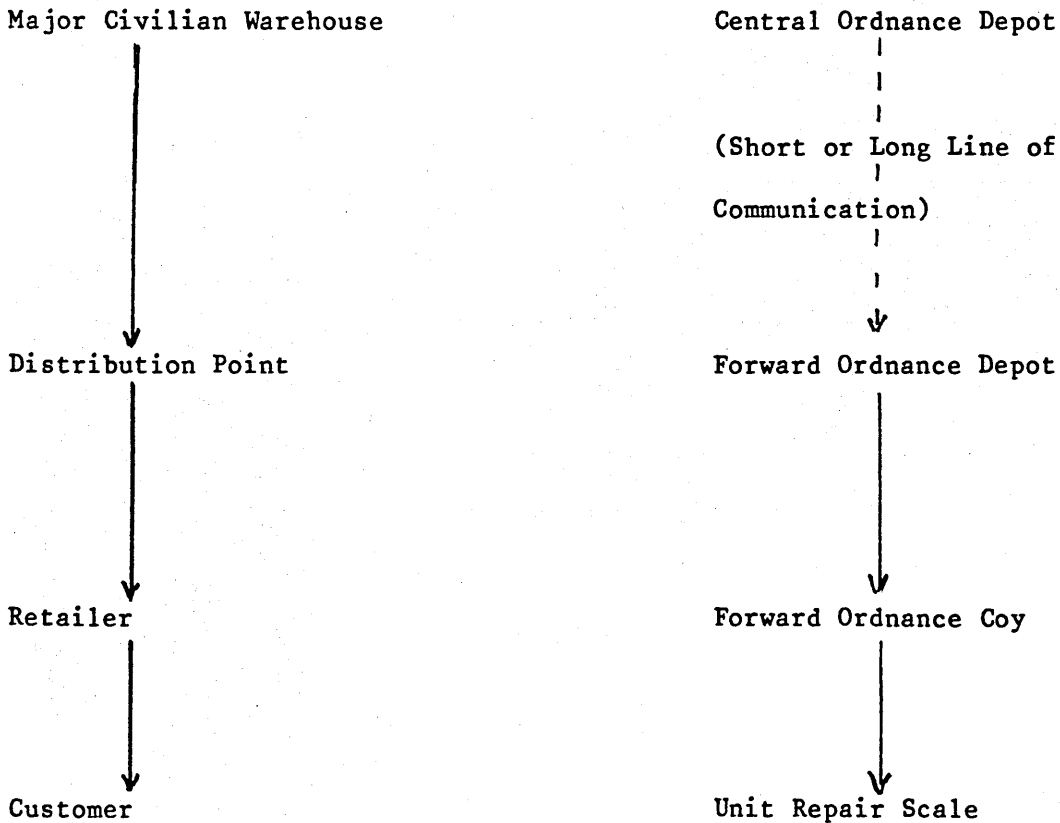 Major Civilian Warehouse
Central Ordnance Depot
(Short or Long Line of
Communication)
Distribution Point
Forward Ordnance Depot
Retailer
Forward Ordnance Coy
Customer
Unit Repair Scale